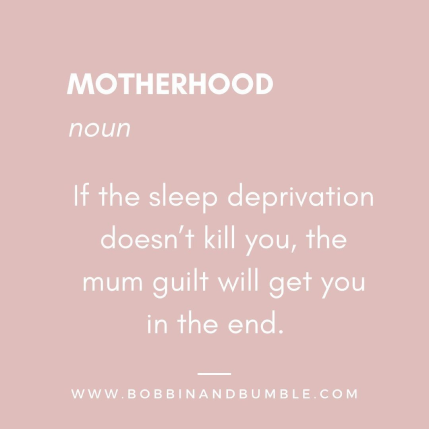 MOTHERHOOD
noun
If the sleep deprivation
doesn't kill you, the
mum guilt will get you
in the end.
WWW.BOBBINANDBUMBLE.COM